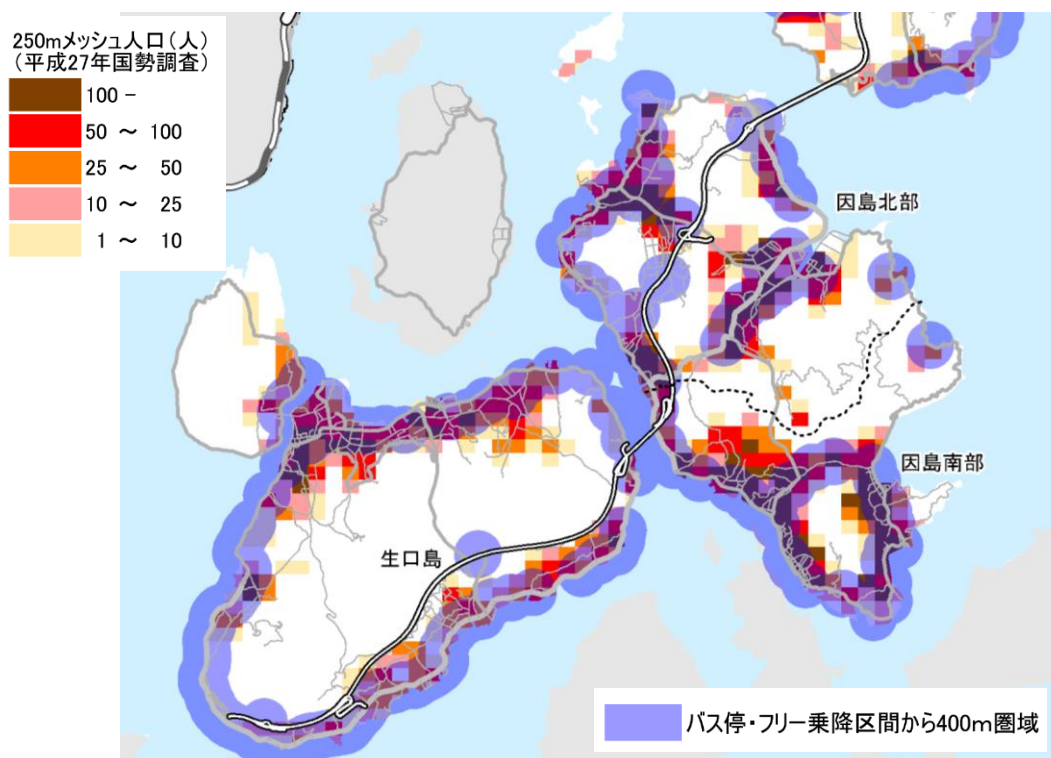 250mメッシュ人口(人)
(平成27年国勢調査)
100 -
50 ～ 100
25 ～ 50
10 ～ 25
1 ～ 10
因島北部
因島南部
生口島
バス停・フリー乗降区間から400m圏域